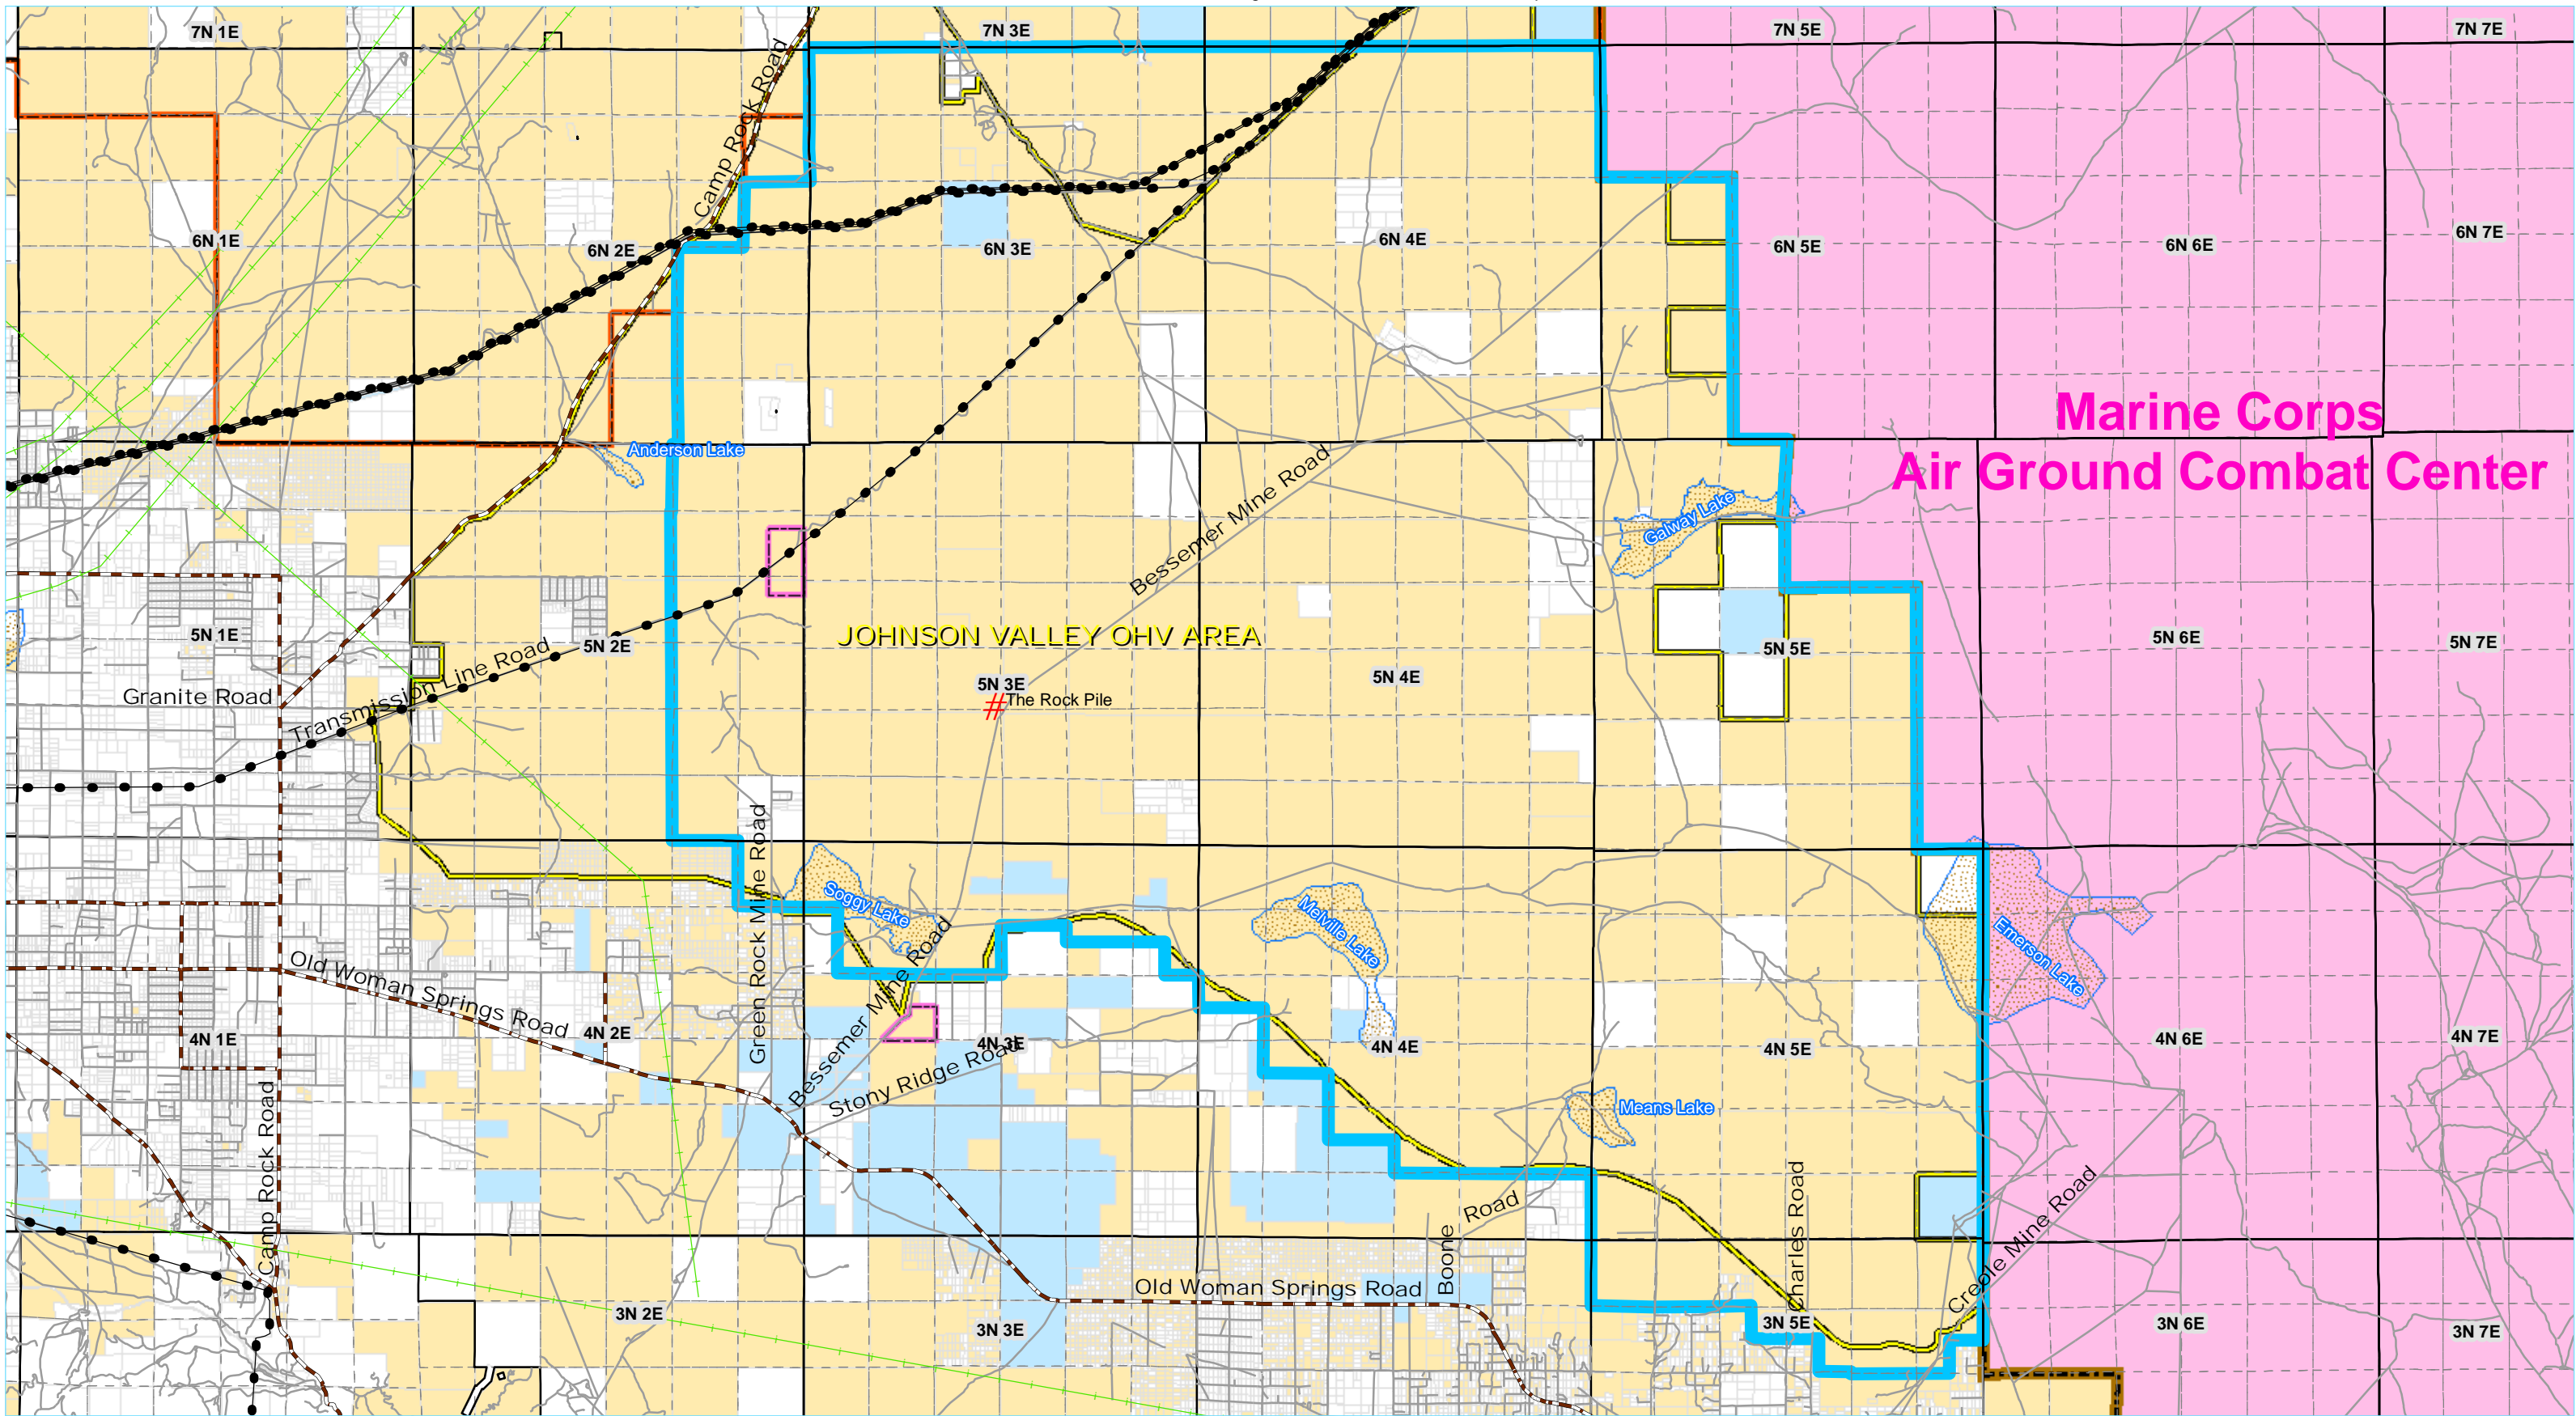 7N 1E
7N 3E
7N 5E
7N 7E
Camp Rock Road
6N 1E
6N 2E
6N 3E
6N 4E
6N 5E
6N 6E
6N 7E
Marine Corps
Air Ground Combat Center
Anderson Lake
Bessemer Mine Road
Galway Lake
5N 1E
5N 2E
JOHNSON VALLEY OHV AREA
5N 3E
The Rock Pile
5N 4E
5N 5E
5N 6E
5N 7E
Granite Road
Transmission Line Road
Green Rock Mine Road
Soggy Lake
Melville Lake
Emerson Lake
Old Woman Springs Road
Bessemer Mine Road
4N 1E
4N 2E
4N 3E
4N 4E
4N 5E
4N 6E
4N 7E
Stony Ridge Road
Means Lake
Camp Rock Road
Boone Road
Charles Road
Creole Mine Road
Old Woman Springs Road
3N 2E
3N 3E
3N 5E
3N 6E
3N 7E